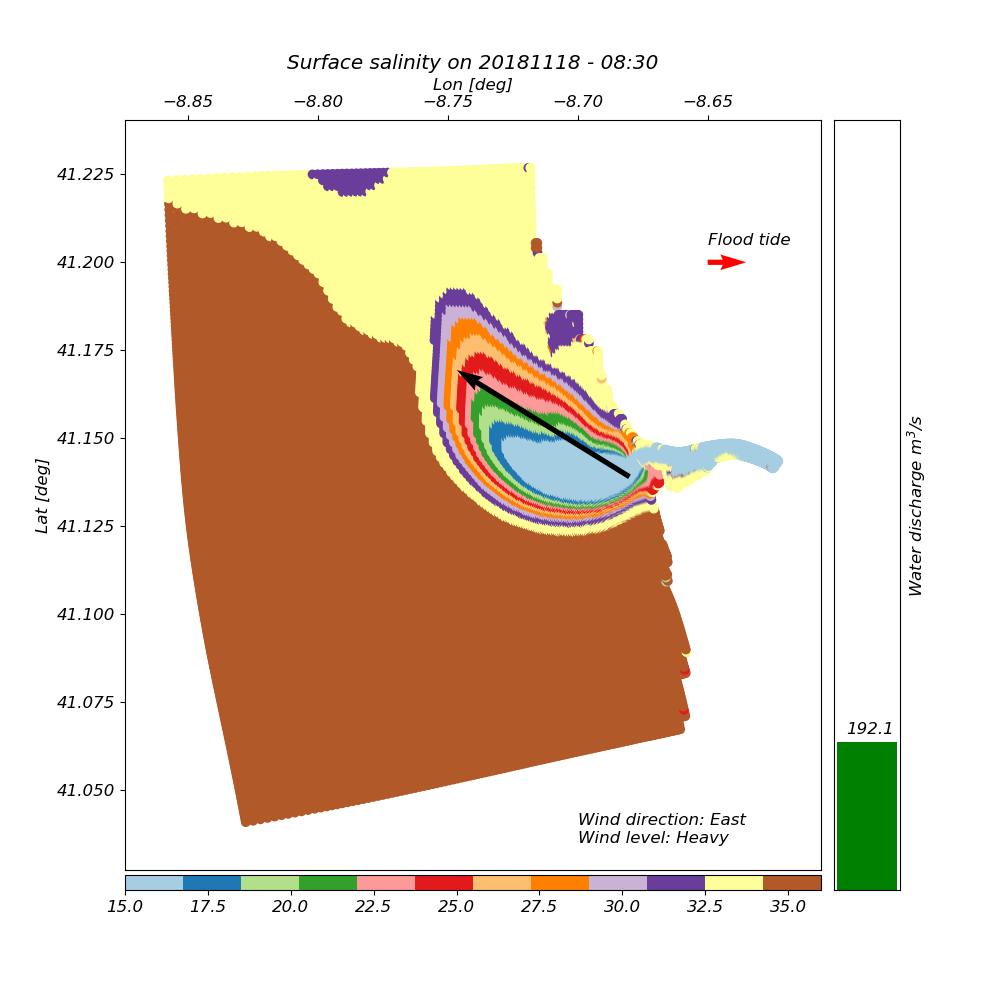 Surface salinity on 20181118 - 08:30
Lon [deg]
−8.85 −8.80 −8.75 −8.70 −8.65
41.225
41.200
41.175
41.150
41.125
41.100
41.075
41.050
Lat [deg]
Flood tide
Wind direction: East
Wind level: Heavy
192.1
Water discharge m³/s
15.0 17.5 20.0 22.5 25.0 27.5 30.0 32.5 35.0